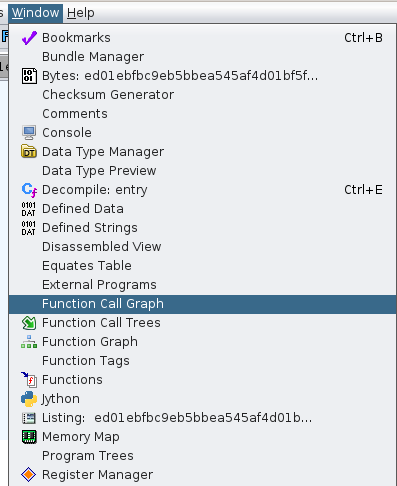 Window Help
Bookmarks Ctrl+B
Bundle Manager
Bytes: ed01ebfbc9eb5bbea545af4d01bf5f...
Checksum Generator
Comments
Console
Data Type Manager
Data Type Preview
Decompile: entry Ctrl+E
Defined Data
Defined Strings
Disassembled View
Equates Table
External Programs
Function Call Graph
Function Call Trees
Function Graph
Function Tags
Functions
Jython
Listing: ed01ebfbc9eb5bbea545af4d01b...
Memory Map
Program Trees
Register Manager